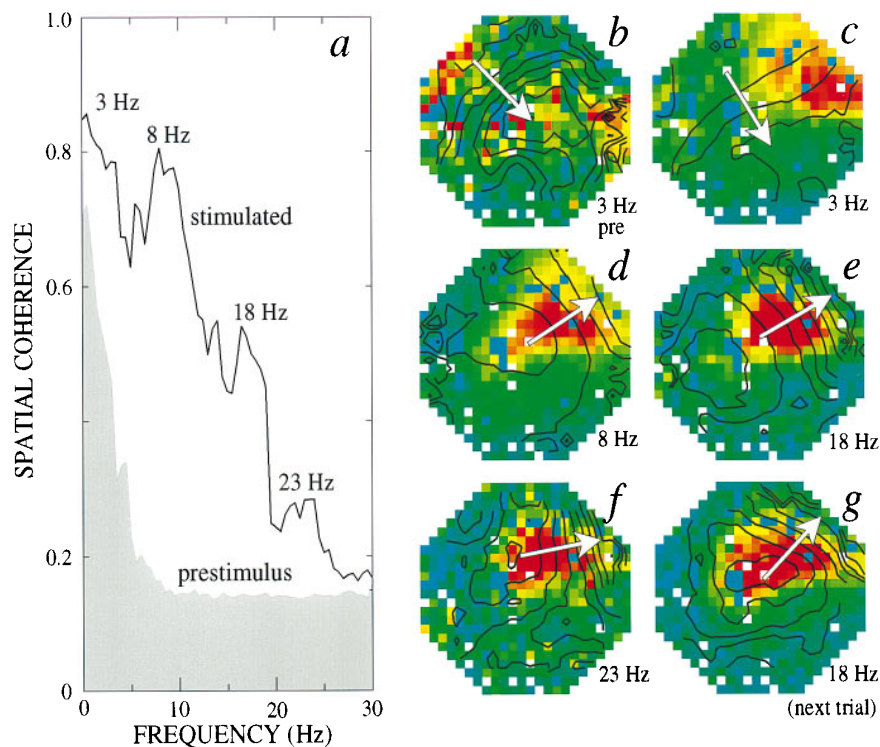 a
SPATIAL COHERENCE
1.0
0.8
0.6
0.4
0.2
0
3 Hz
8 Hz
stimulated
18 Hz
23 Hz
prestimulus
0
10
20
30
FREQUENCY (Hz)
b
3 Hz
pre
c
3 Hz
d
8 Hz
e
18 Hz
f
23 Hz
g
18 Hz
(next trial)